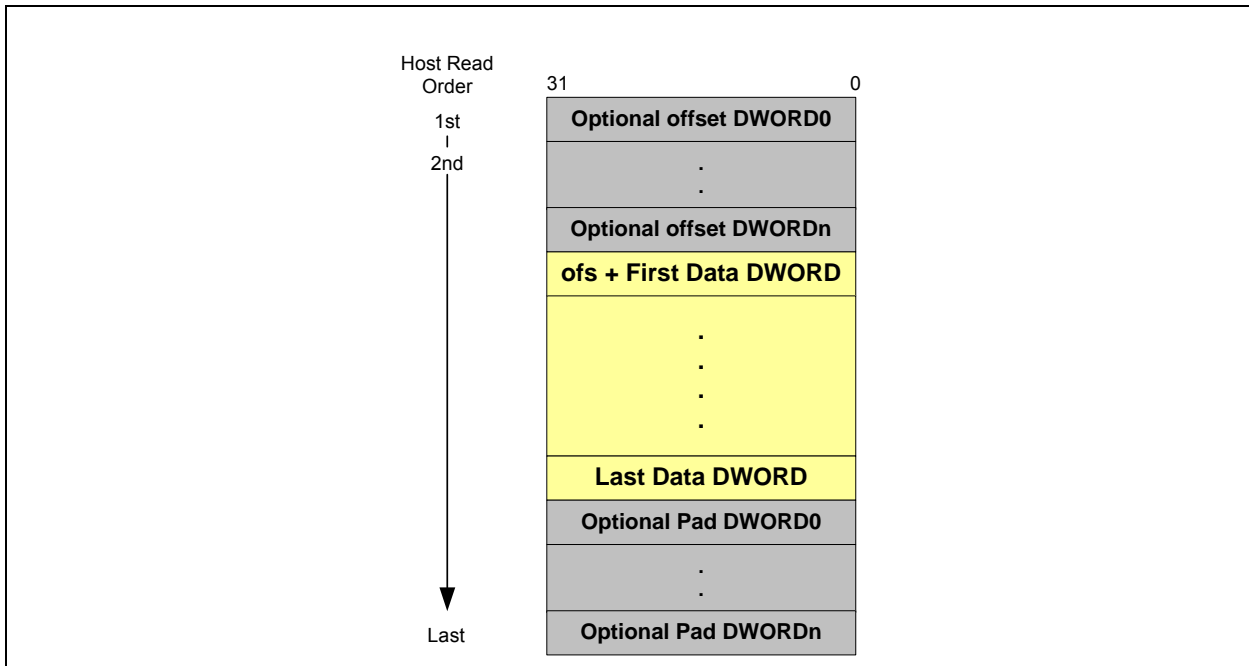 Host Read
Order
31 0
Optional offset DWORD0
1st
2nd
.
.
Optional offset DWORDn
ofs + First Data DWORD
.
.
.
.
Last Data DWORD
Optional Pad DWORD0
.
.
Last
Optional Pad DWORDn